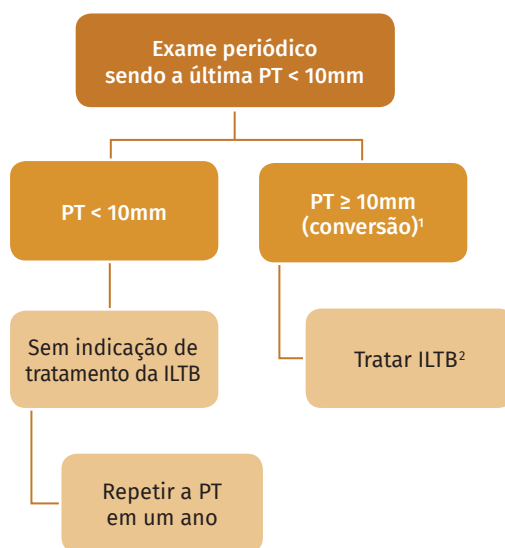 Exame periódico
sendo a última PT < 10mm
PT < 10mm
PT ≥ 10mm
(conversão)¹
Sem indicação de
tratamento da ILTB
Tratar ILTB²
Repetir a PT
em um ano